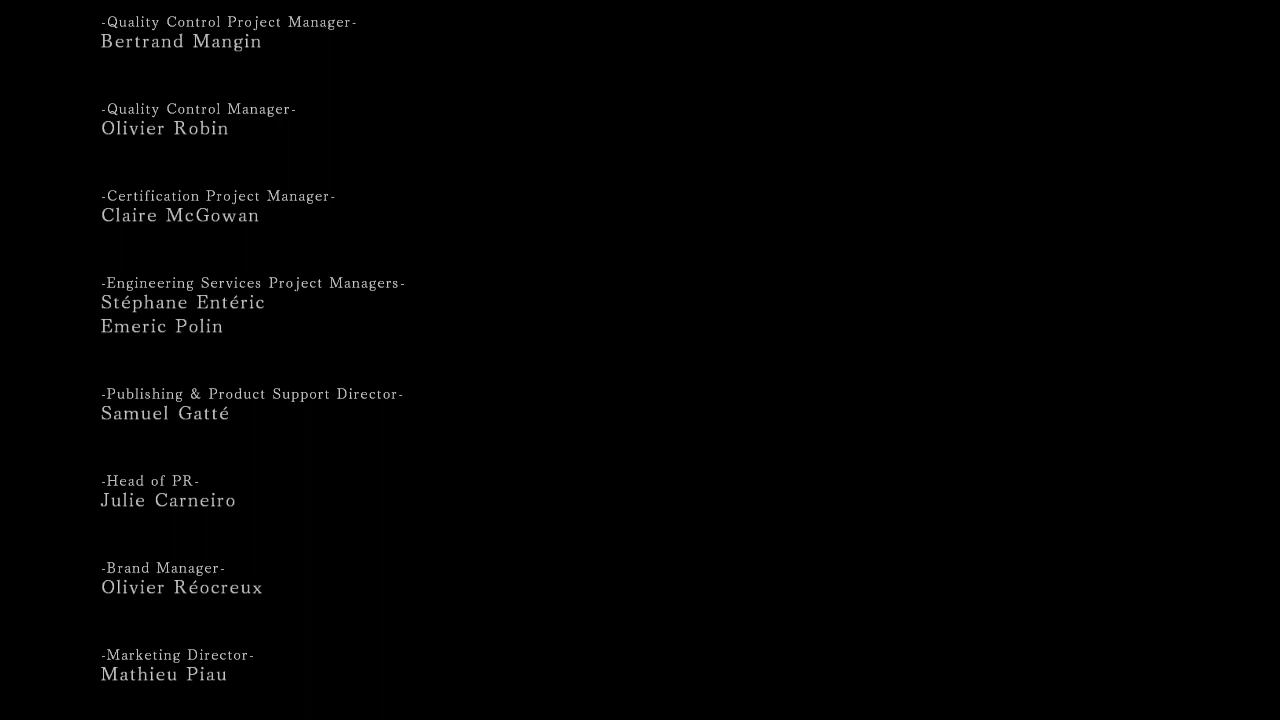 -Quality Control Project Manager-
Bertrand Mangin
-Quality Control Manager-
Olivier Robin
-Certification Project Manager-
Claire McGowan
-Engineering Services Project Managers-
Stéphane Entéric
Emeric Polin
-Publishing & Product Support Director-
Samuel Gatté
-Head of PR-
Julie Carneiro
-Brand Manager-
Olivier Réocreux
-Marketing Director-
Mathieu Piau